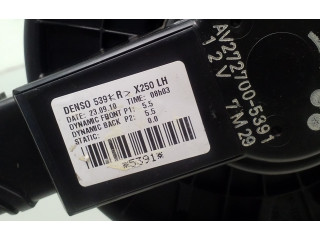 DENSO 5391: R > X250 LH
DATE: 23.09.10 TIME: 08h03
DYNAMIC FRONT P1: 5.5
DYNAMIC BACK P2: 5.5
STATIC: 0.0
*5391*
AV272700-5391
12V 7M29